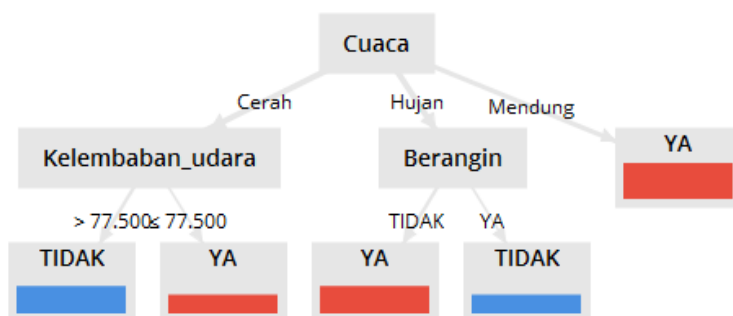 Cuaca
Cerah
Hujan
Mendung
Kelembaban_udara
Berangin
YA
> 77.500
≤ 77.500
TIDAK
YA
TIDAK
YA
YA
TIDAK